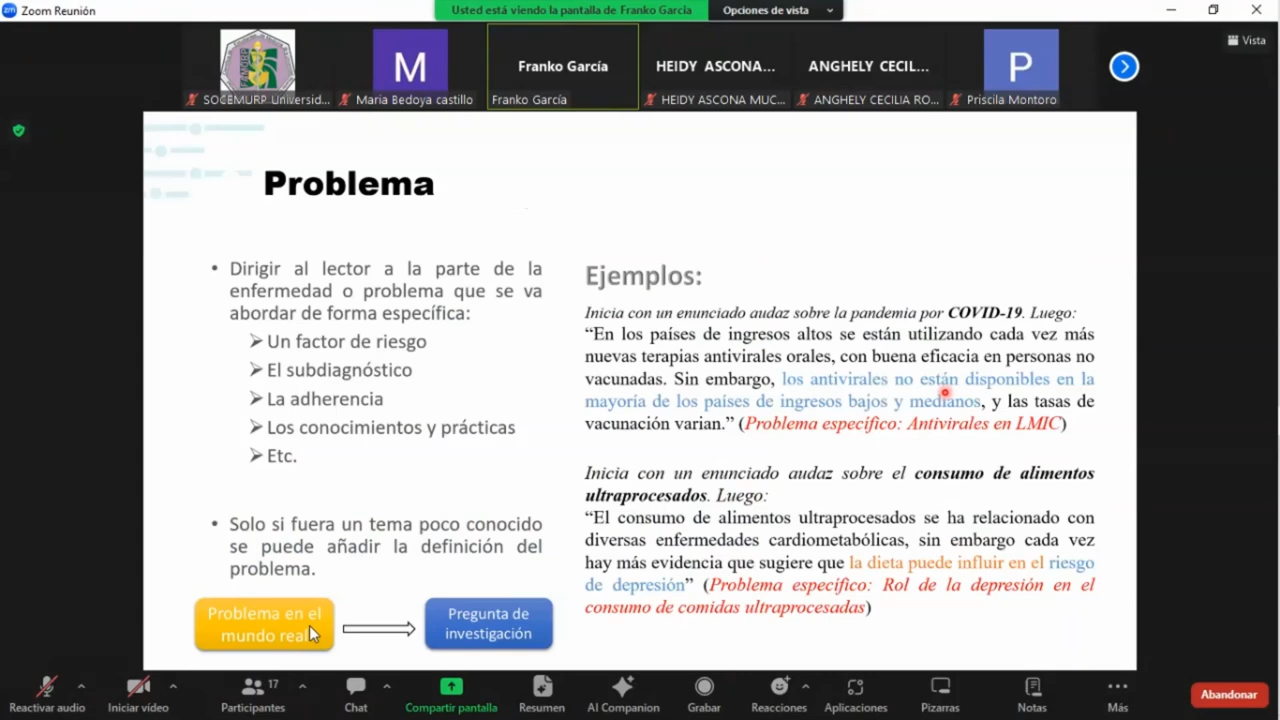 zm Zoom Reunión
Usted está viendo la pantalla de Franko Garcia
Opciones de vista
Vista
M
Franko García
HEIDY ASCONA...
ANGHELY CECIL...
P
SOCEMURP Universid...
María Bedoya castillo
Franko García
HEIDY ASCONA MUC...
ANGHELY CECILIA RO...
Priscila Montoro
Problema
• Dirigir al lector a la parte de la
enfermedad o problema que se va
abordar de forma específica:
➢ Un factor de riesgo
➢ El subdiagnóstico
➢ La adherencia
➢ Los conocimientos y prácticas
➢ Etc.
• Solo si fuera un tema poco conocido
se puede añadir la definición del
problema.
Problema en el
mundo real
Pregunta de
investigación
Ejemplos:
Inicia con un enunciado audaz sobre la pandemia por COVID-19. Luego:
“En los países de ingresos altos se están utilizando cada vez más
nuevas terapias antivirales orales, con buena eficacia en personas no
vacunadas. Sin embargo, los antivirales no están disponibles en la
mayoría de los países de ingresos bajos y medianos, y las tasas de
vacunación varian.” (Problema específico: Antivirales en LMIC)
Inicia con un enunciado audaz sobre el consumo de alimentos
ultraprocesados. Luego:
“El consumo de alimentos ultraprocesados se ha relacionado con
diversas enfermedades cardiometabólicas, sin embargo cada vez
hay más evidencia que sugiere que la dieta puede influir en el riesgo
de depresión” (Problema específico: Rol de la depresión en el
consumo de comidas ultraprocesadas)
Reactivar audio
Iniciar vídeo
17
Participantes
Chat
Compartir pantalla
Resumen
AI Companion
Grabar
Reacciones
Aplicaciones
Pizarras
Notas
Más
Abandonar